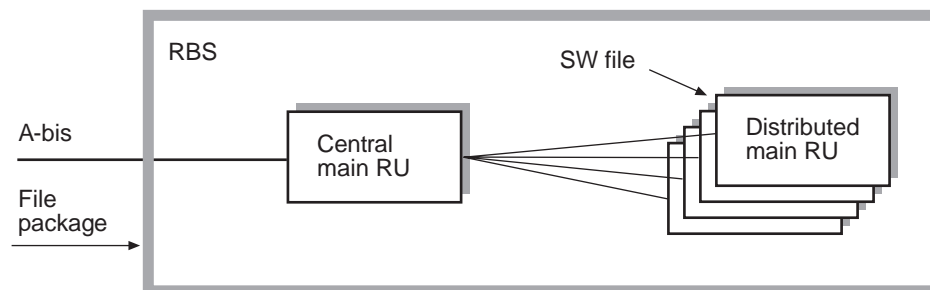 RBS
SW file
A-bis
Central
main RU
Distributed
main RU
File
package